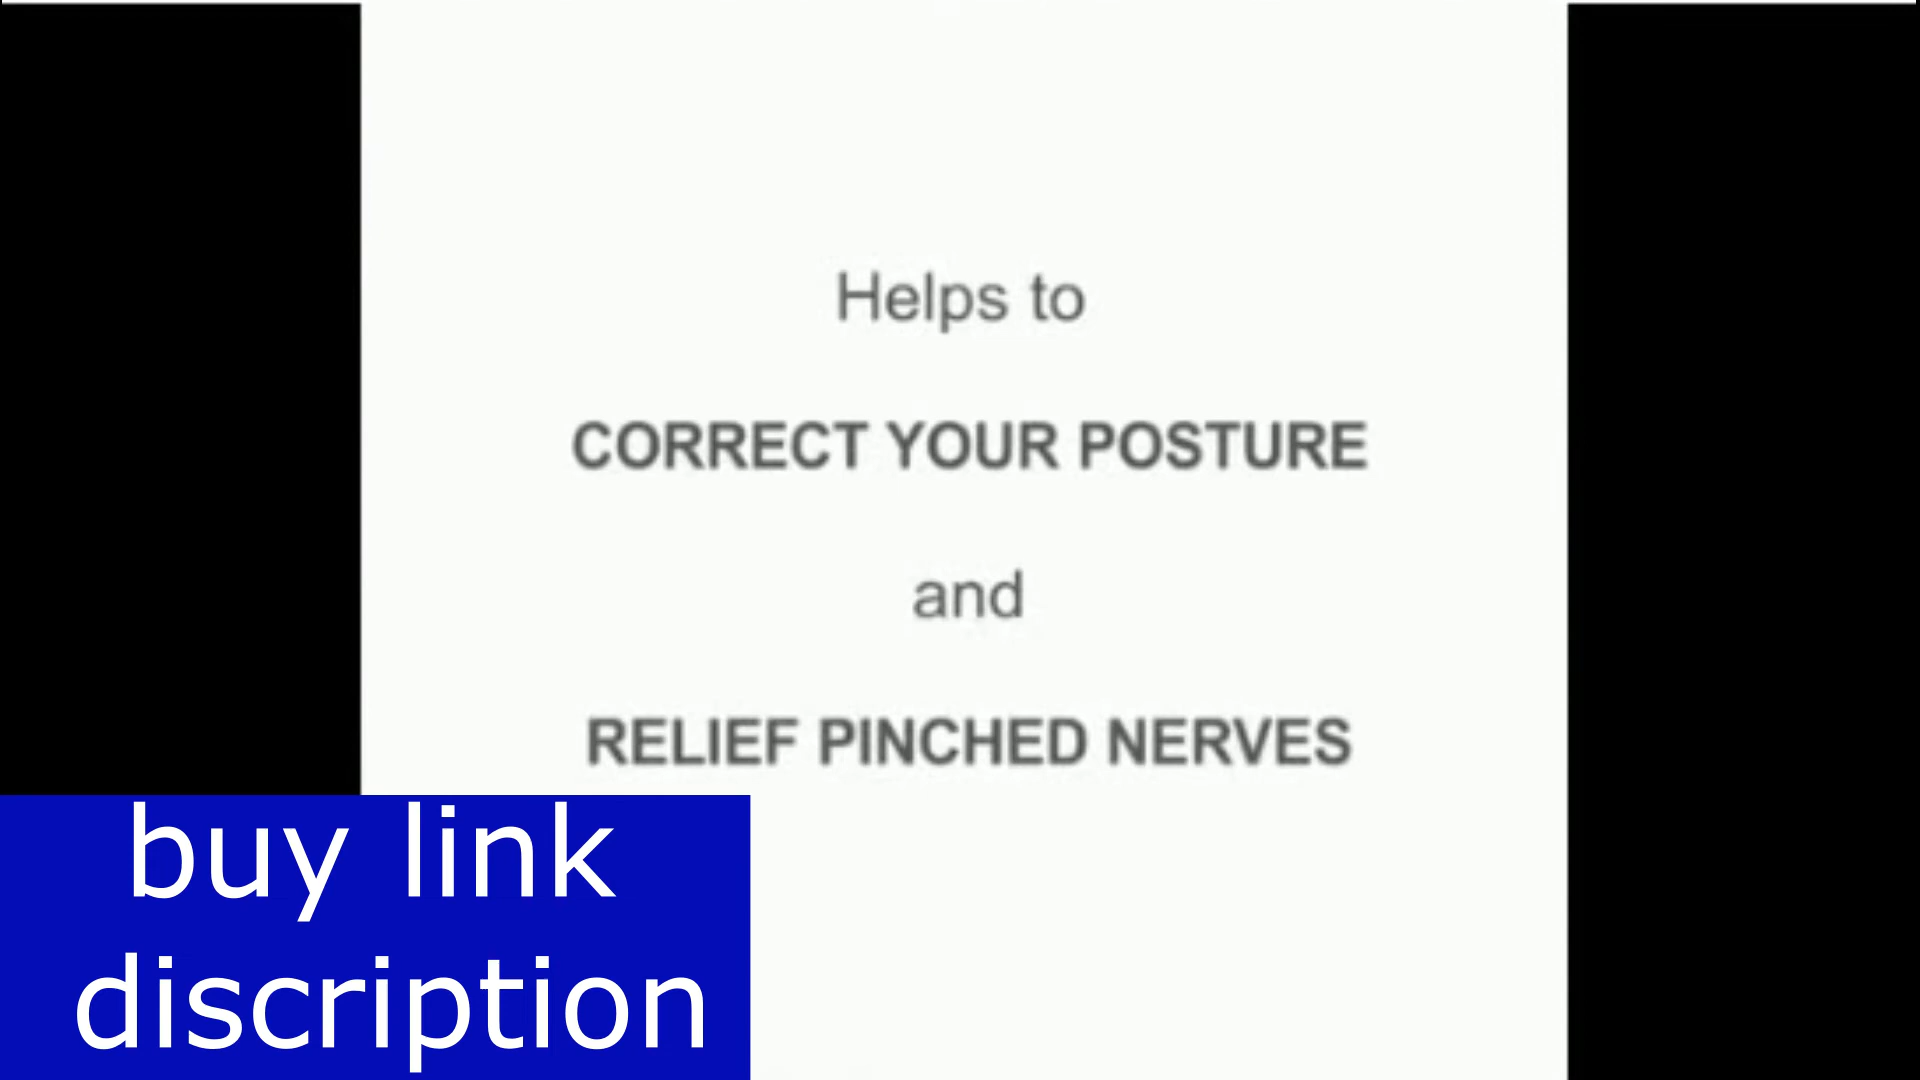 Helps to
CORRECT YOUR POSTURE
and
RELIEF PINCHED NERVES
buy link
discription